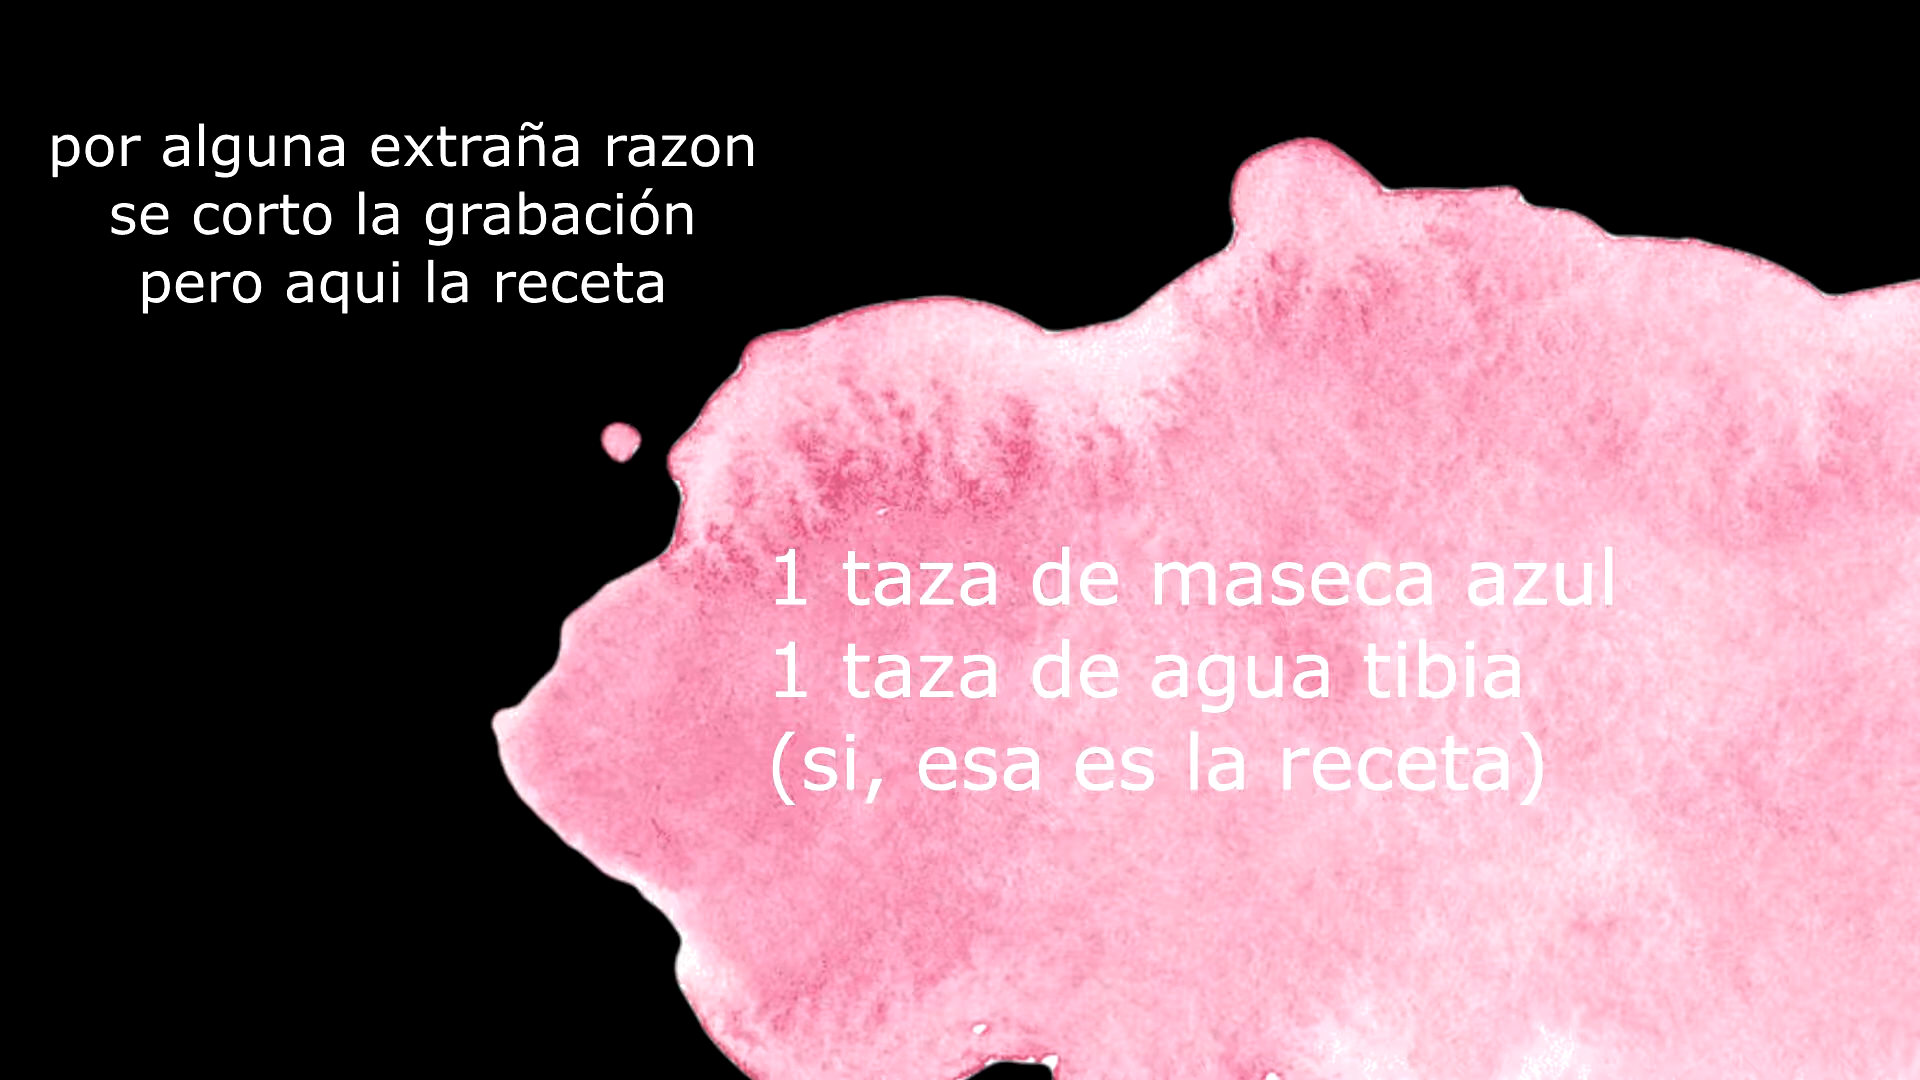 por alguna extraña razon
se corto la grabación
pero aqui la receta
1 taza de maseca azul
1 taza de agua tibia
(si, esa es la receta)